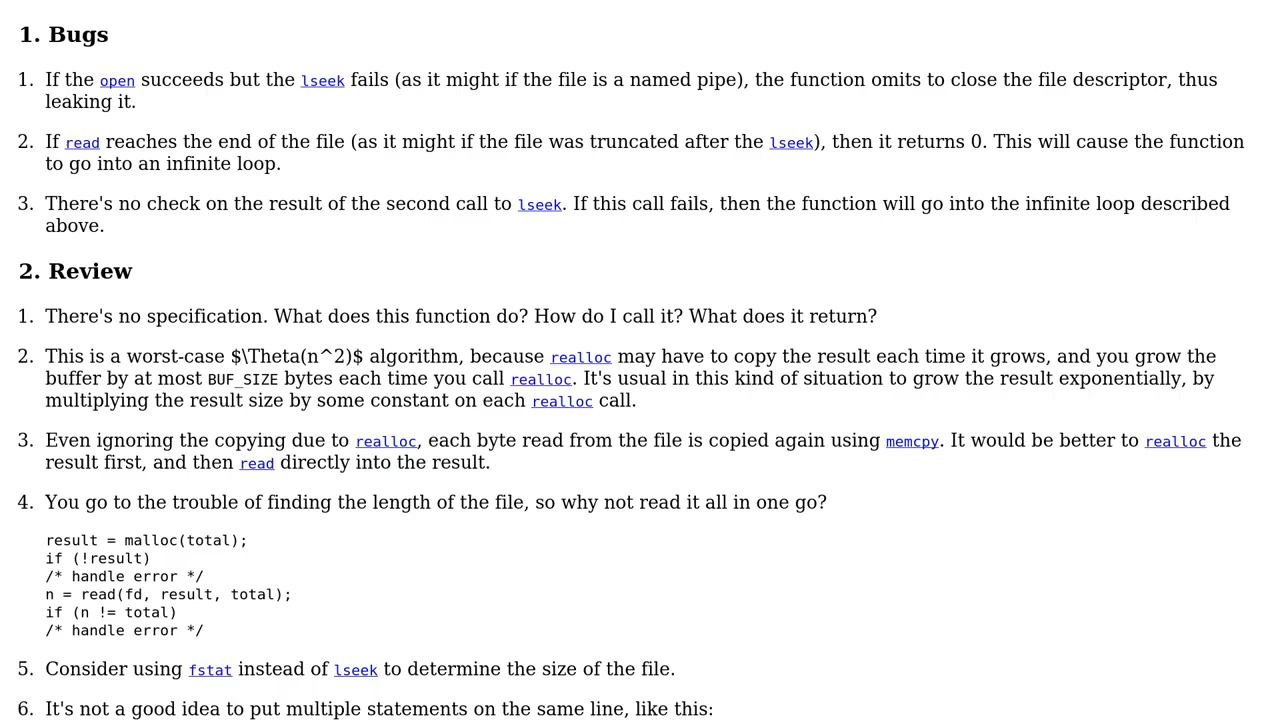 1. Bugs
1. If the open succeeds but the lseek fails (as it might if the file is a named pipe), the function omits to close the file descriptor, thus
leaking it.
2. If read reaches the end of the file (as it might if the file was truncated after the lseek), then it returns 0. This will cause the function
to go into an infinite loop.
3. There's no check on the result of the second call to lseek. If this call fails, then the function will go into the infinite loop described
above.
2. Review
1. There's no specification. What does this function do? How do I call it? What does it return?
2. This is a worst-case $\Theta(n^2)$ algorithm, because realloc may have to copy the result each time it grows, and you grow the
buffer by at most BUF_SIZE bytes each time you call realloc. It's usual in this kind of situation to grow the result exponentially, by
multiplying the result size by some constant on each realloc call.
3. Even ignoring the copying due to realloc, each byte read from the file is copied again using memcpy. It would be better to realloc the
result first, and then read directly into the result.
4. You go to the trouble of finding the length of the file, so why not read it all in one go?
result = malloc(total);
if (!result)
/* handle error */
n = read(fd, result, total);
if (n != total)
/* handle error */
5. Consider using fstat instead of lseek to determine the size of the file.
6. It's not a good idea to put multiple statements on the same line, like this: